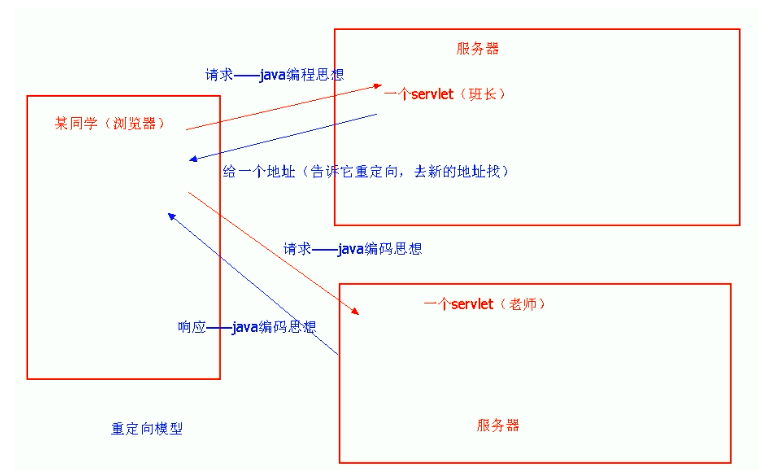 服务器
请求——java编程思想
一个servlet（班长）
某同学（浏览器）
给一个地址（告诉它重定向，去新的地址找）
请求——java编码思想
一个servlet（老师）
响应——java编码思想
服务器
重定向模型